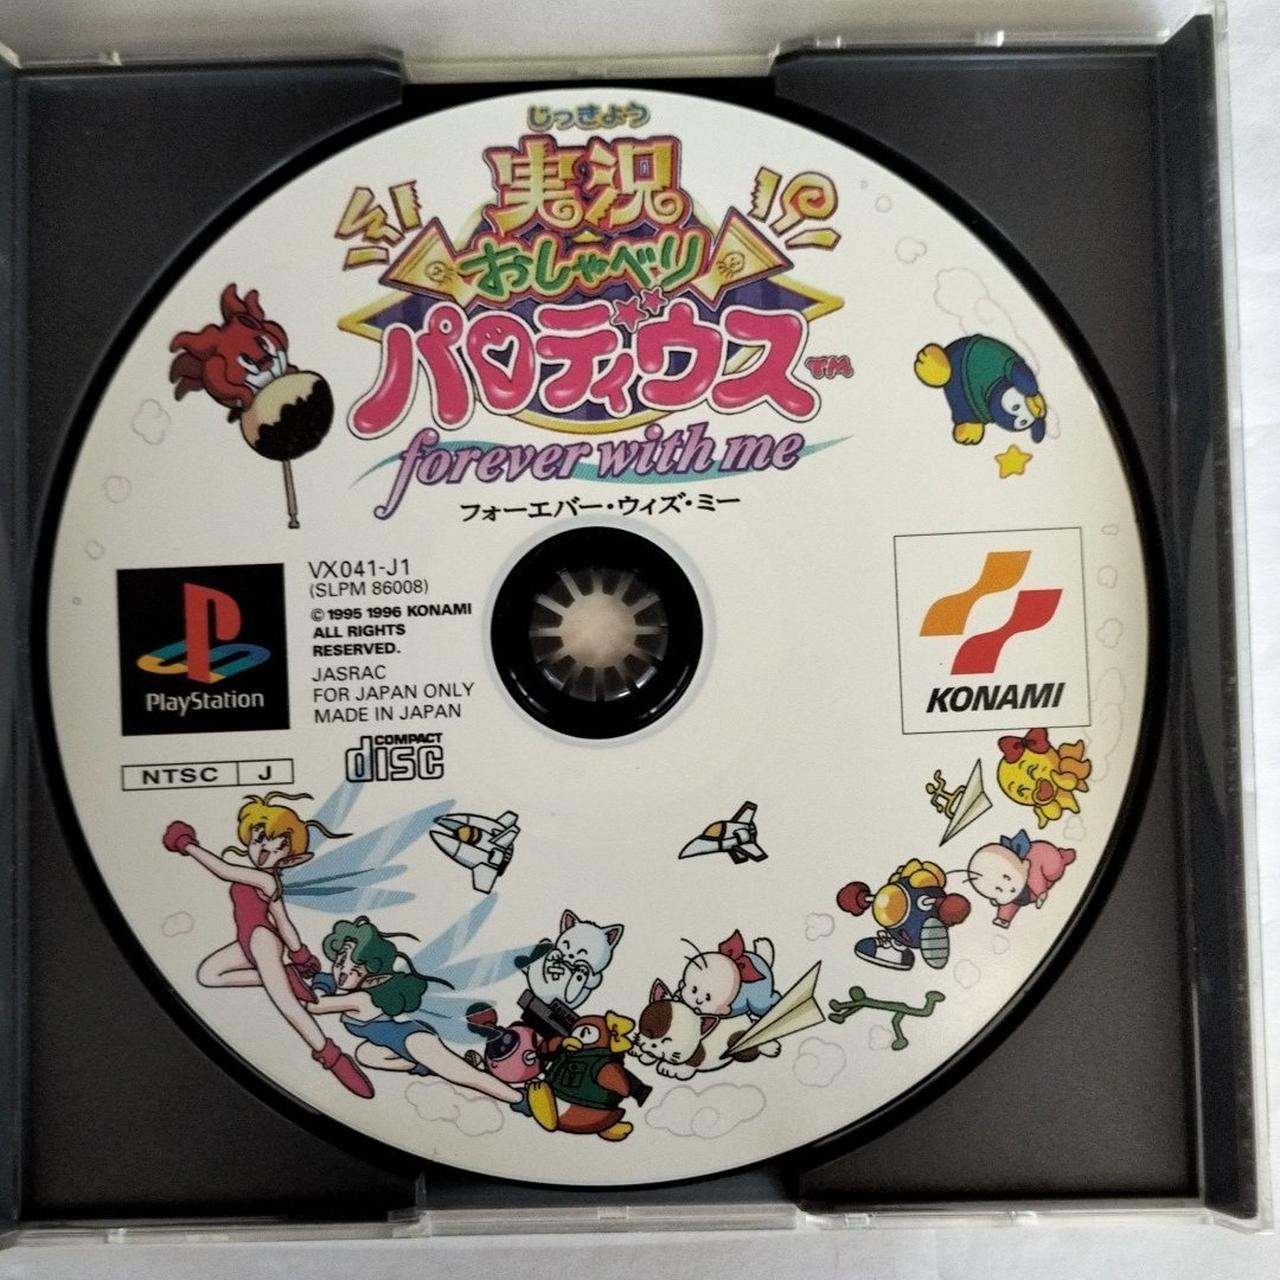 じっきょう
実況
おしゃべり
パロディウス™
forever with me
フォーエバー・ウィズ・ミー
VX041-J1
(SLPM 86008)
© 1995 1996 KONAMI
ALL RIGHTS
RESERVED.
JASRAC
FOR JAPAN ONLY
MADE IN JAPAN
PlayStation
KONAMI
COMPACT
disc
NTSC J